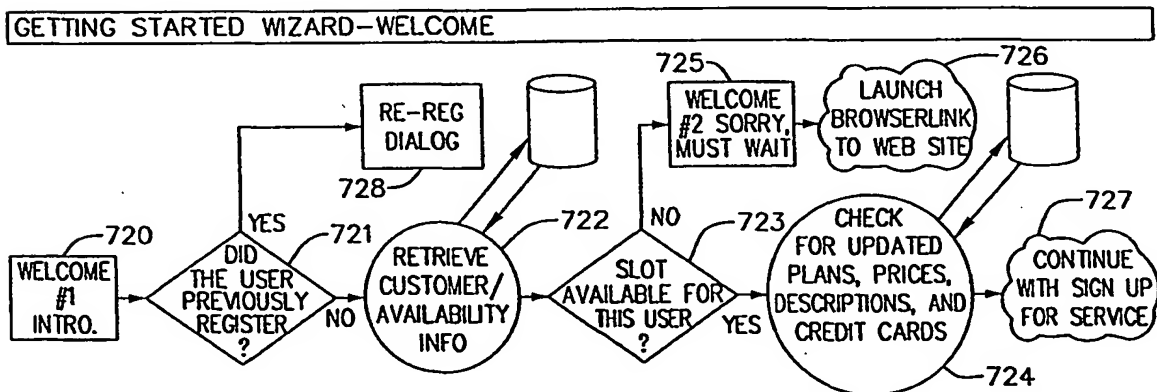 GETTING STARTED WIZARD–WELCOME
720
WELCOME
#1
INTRO.
721
DID
THE USER
PREVIOUSLY
REGISTER
?
YES
NO
RE-REG
DIALOG
728
722
RETRIEVE
CUSTOMER/
AVAILABILITY
INFO
723
SLOT
AVAILABLE FOR
THIS USER
?
NO
YES
725
WELCOME
#2 SORRY,
MUST WAIT
726
LAUNCH
BROWSERLINK
TO WEB SITE
CHECK
FOR UPDATED
PLANS, PRICES,
DESCRIPTIONS, AND
CREDIT CARDS
724
727
CONTINUE
WITH SIGN UP
FOR SERVICE